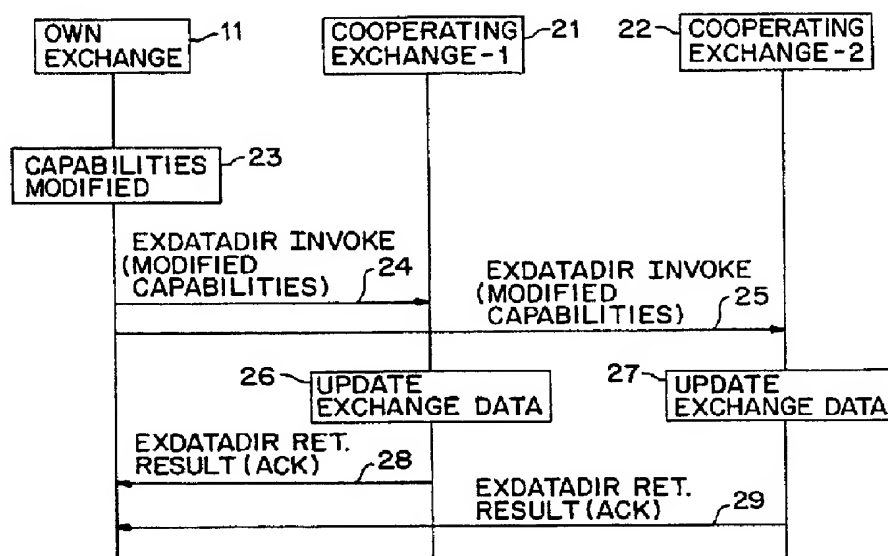 OWN
EXCHANGE
11
COOPERATING
EXCHANGE-1
21
22
COOPERATING
EXCHANGE-2
CAPABILITIES
MODIFIED
23
EXDATADIR INVOKE
(MODIFIED
CAPABILITIES)
24
EXDATADIR INVOKE
(MODIFIED
CAPABILITIES)
25
26
UPDATE
EXCHANGE DATA
27
UPDATE
EXCHANGE DATA
EXDATADIR RET.
RESULT (ACK)
28
EXDATADIR RET.
RESULT (ACK)
29